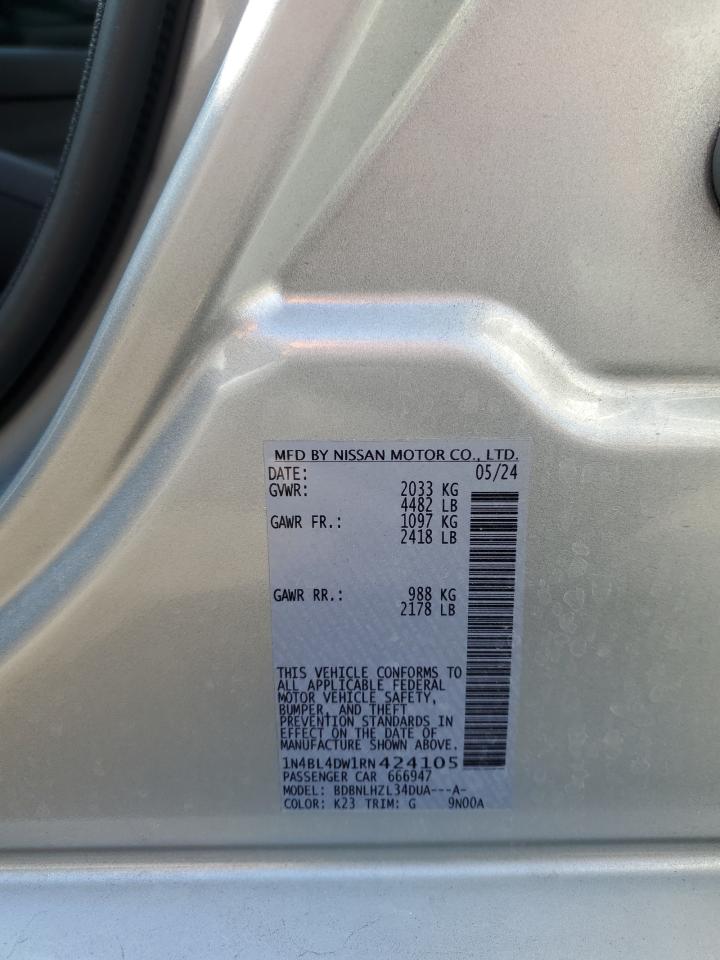 MFD BY NISSAN MOTOR CO., LTD.
DATE: 05/24
GVWR: 2033 KG
4482 LB
GAWR FR.: 1097 KG
2418 LB
GAWR RR.: 988 KG
2178 LB
THIS VEHICLE CONFORMS TO
ALL APPLICABLE FEDERAL
MOTOR VEHICLE SAFETY,
BUMPER, AND THEFT
PREVENTION STANDARDS IN
EFFECT ON THE DATE OF
MANUFACTURE SHOWN ABOVE.
1N4BL4DW1RN424105
PASSENGER CAR 666947
MODEL: BDBNLHZL34DUA---A-
COLOR: K23 TRIM: G 9N00A